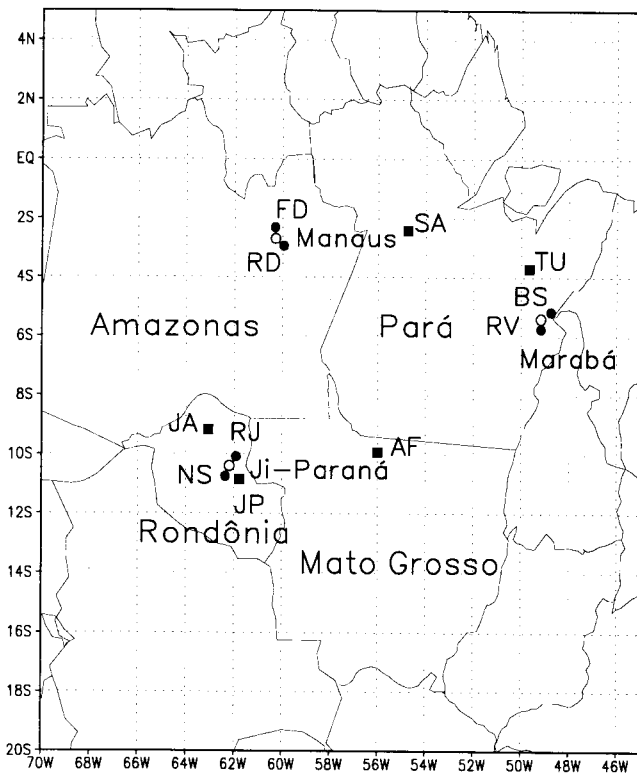 4N
2N
EQ
FD
2S
SA
Manaus
RD
4S
TU
BS
Amazonas
Pará
RV
6S
Marabá
8S
JA
RJ
10S
AF
NS
Ji-Paraná
JP
12S
Rondônia
Mato Grosso
14S
16S
18S
20S
70W 68W 66W 64W 62W 60W 56W 54W 52W 50W 48W 46W